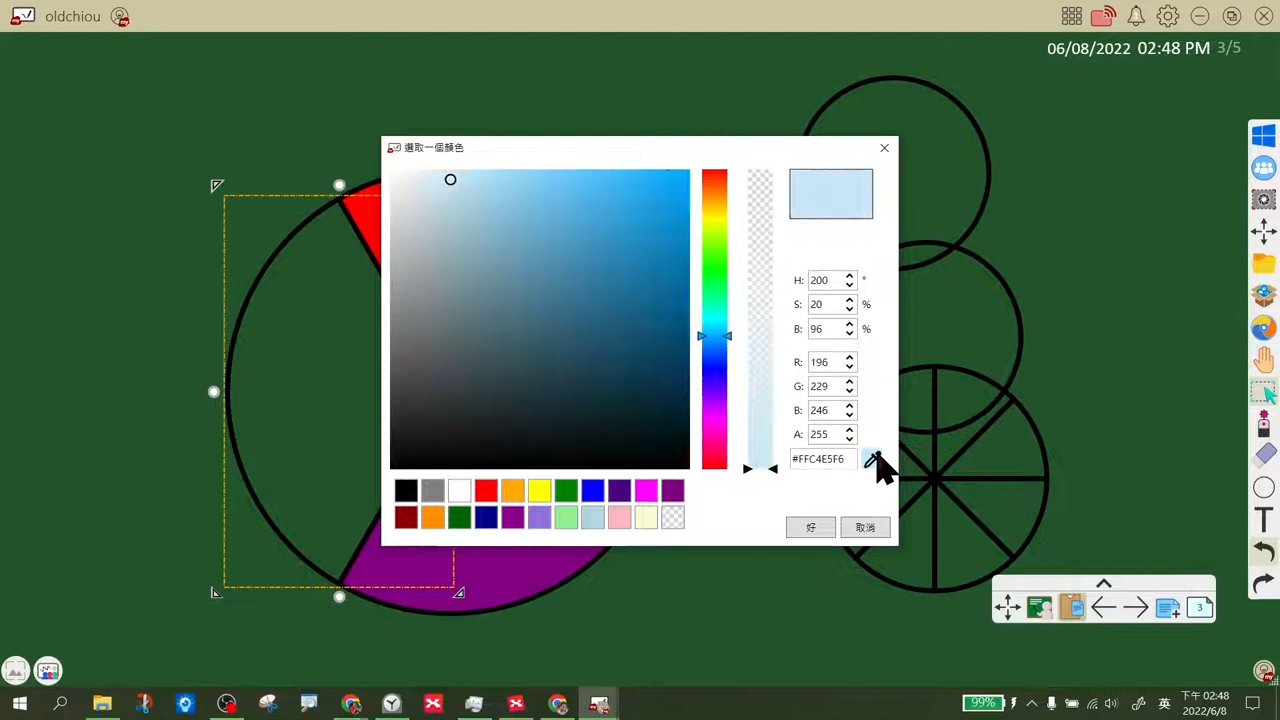 oldchiou
06/08/2022 02:48 PM 3/5
選取一個顏色
H: 200 °
S: 20 %
B: 96 %
R: 196
G: 229
B: 246
A: 255
#FFC4E5F6
好 取消
T
3
99% 英 下午 02:48
2022/6/8